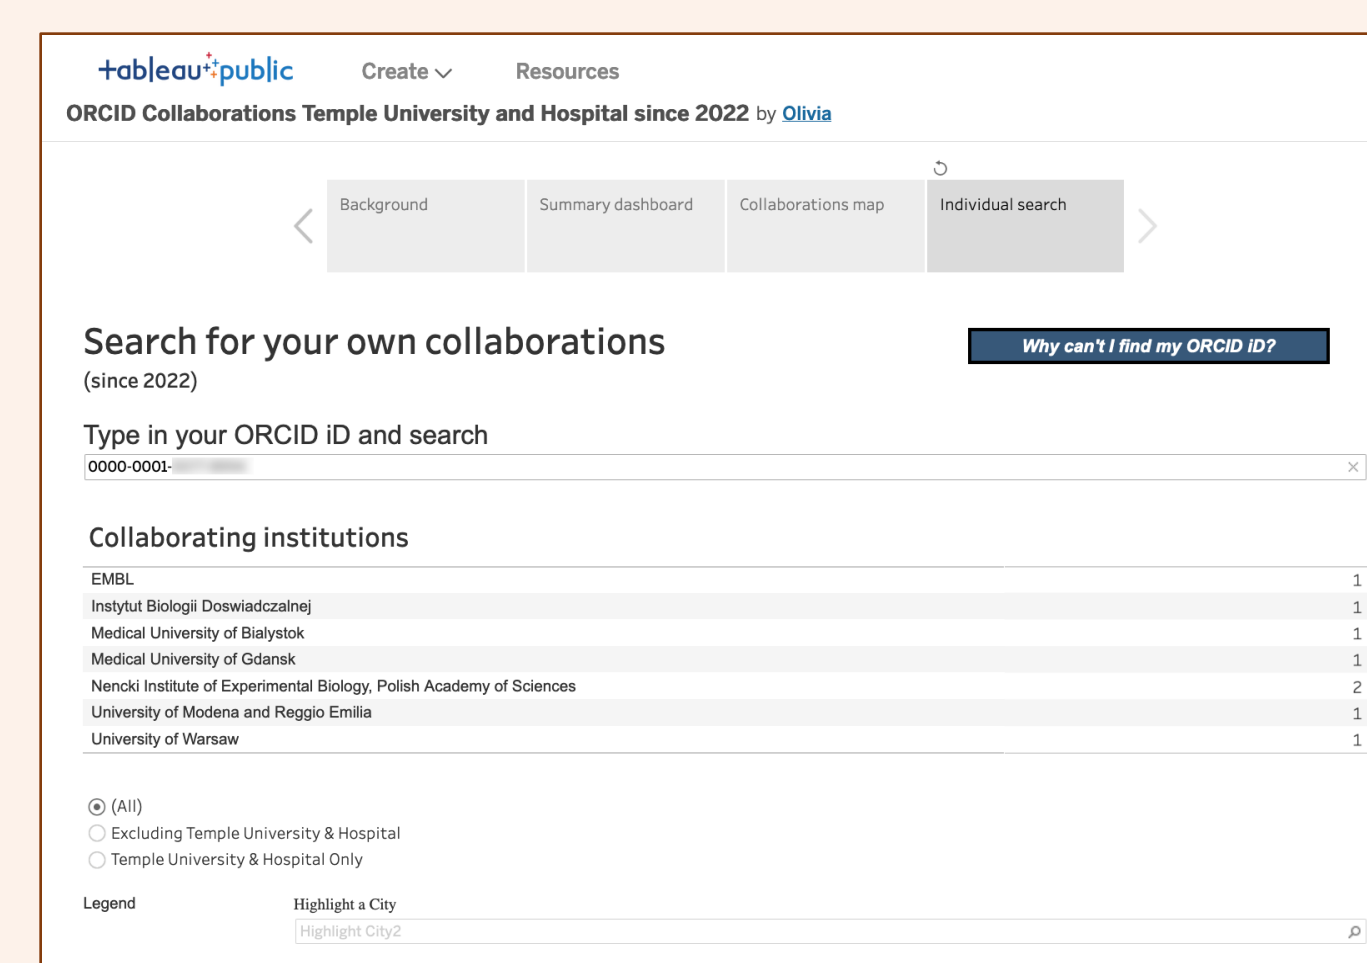 tableau public
Create
Resources
ORCID Collaborations Temple University and Hospital since 2022 by Olivia
Background
Summary dashboard
Collaborations map
Individual search
Search for your own collaborations
Why can't I find my ORCID iD?
(since 2022)
Type in your ORCID iD and search
0000-0001-
Collaborating institutions
EMBL 1
Instytut Biologii Doswiadczalnej 1
Medical University of Bialystok 1
Medical University of Gdansk 1
Nencki Institute of Experimental Biology, Polish Academy of Sciences 2
University of Modena and Reggio Emilia 1
University of Warsaw 1
(All)
Excluding Temple University & Hospital
Temple University & Hospital Only
Legend
Highlight a City
Highlight City2